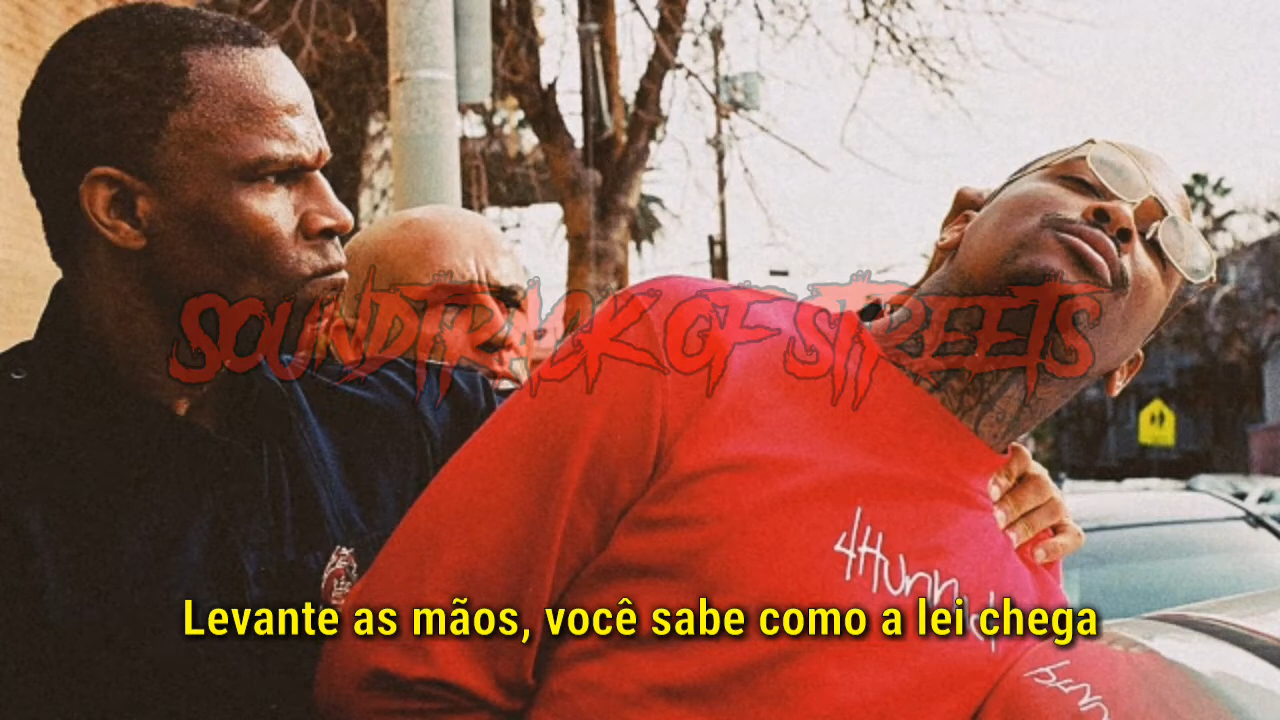 SOUNDTRACK OF STREETS
4Hunn
Levante as mãos, você sabe como a lei chega